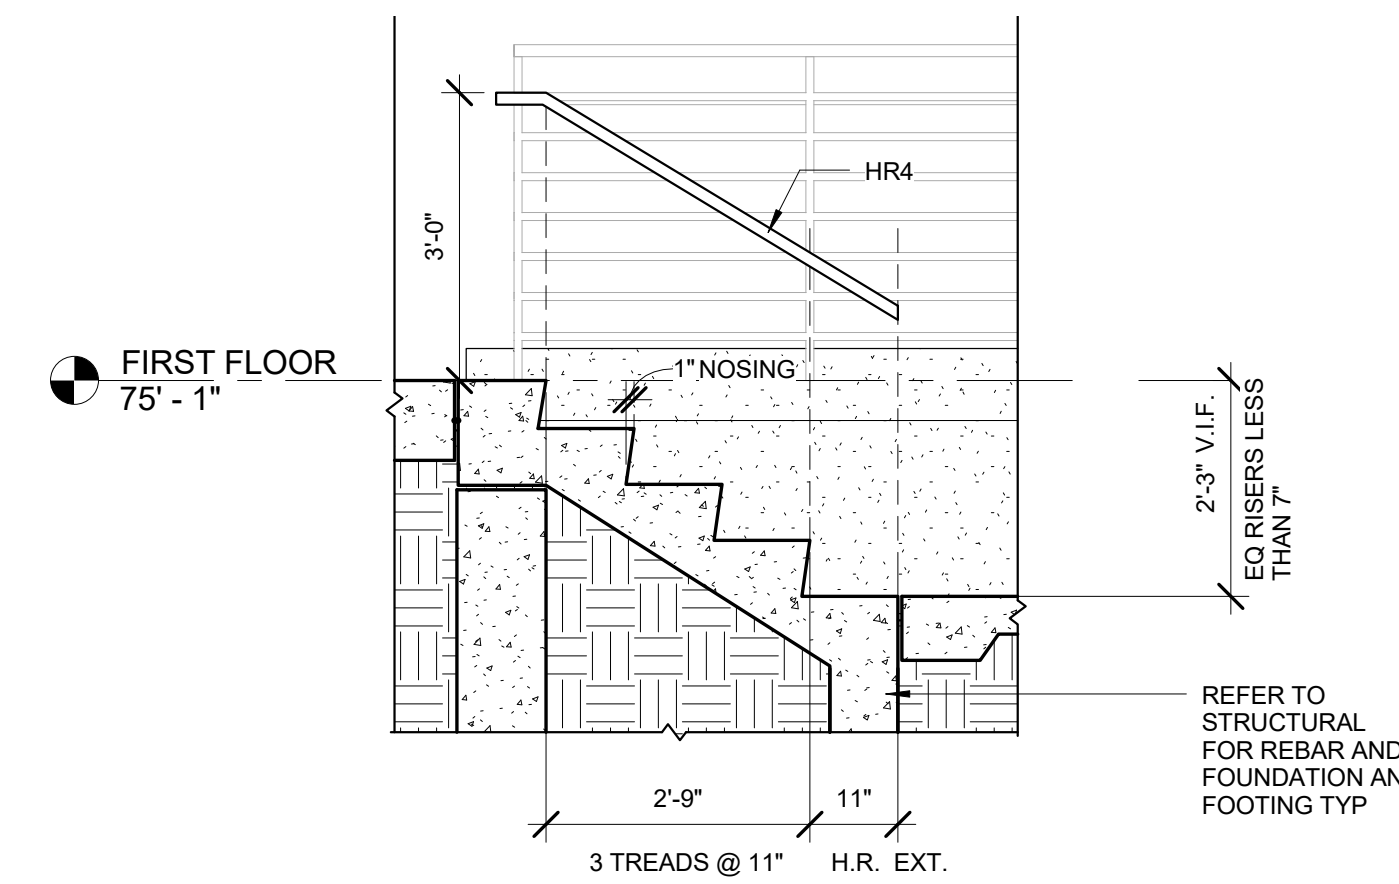 HR4
3'-0"
FIRST FLOOR
75' - 1"
1" NOSING
2'-3" V.I.F.
EQ RISERS LESS
THAN 7"
REFER TO
STRUCTURAL
FOR REBAR AND
FOUNDATION AN
FOOTING TYP
2'-9"
11"
3 TREADS @ 11"
H.R. EXT.